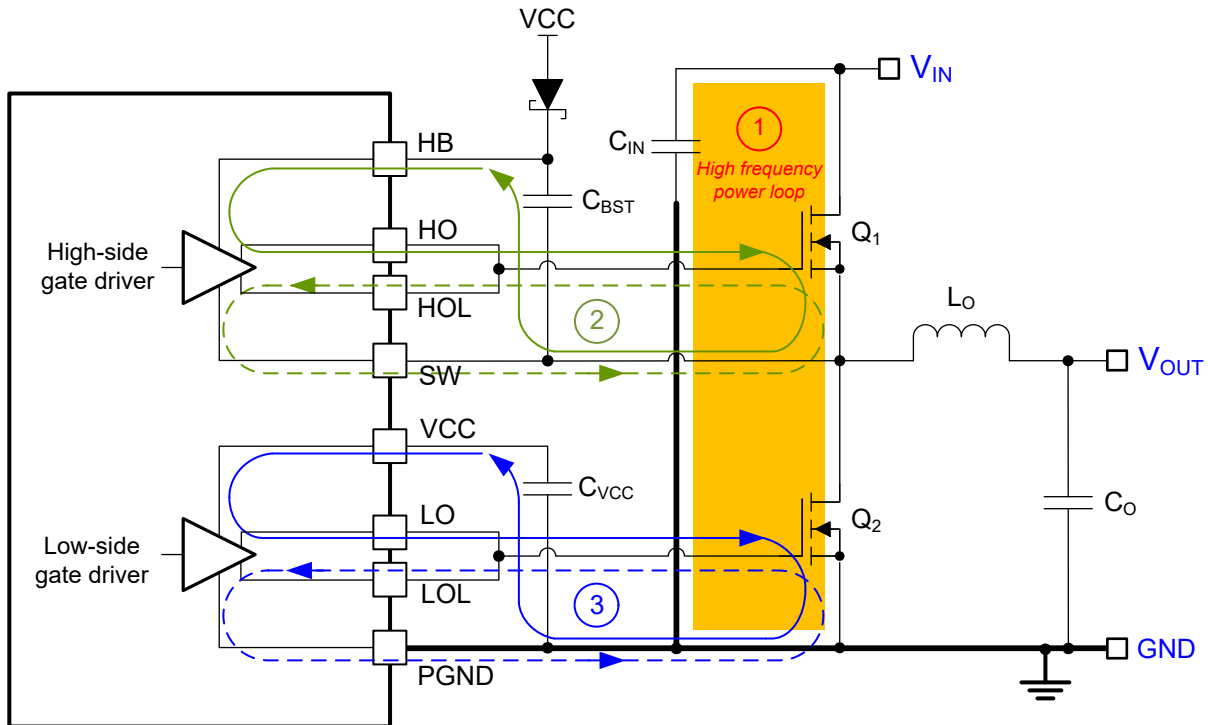 VCC
V_IN
HB
C_IN
1
High frequency
power loop
C_BST
HO
Q_1
High-side
gate driver
HOL
L_O
2
SW
V_OUT
VCC
C_VCC
LO
Q_2
C_O
Low-side
gate driver
LOL
3
PGND
GND